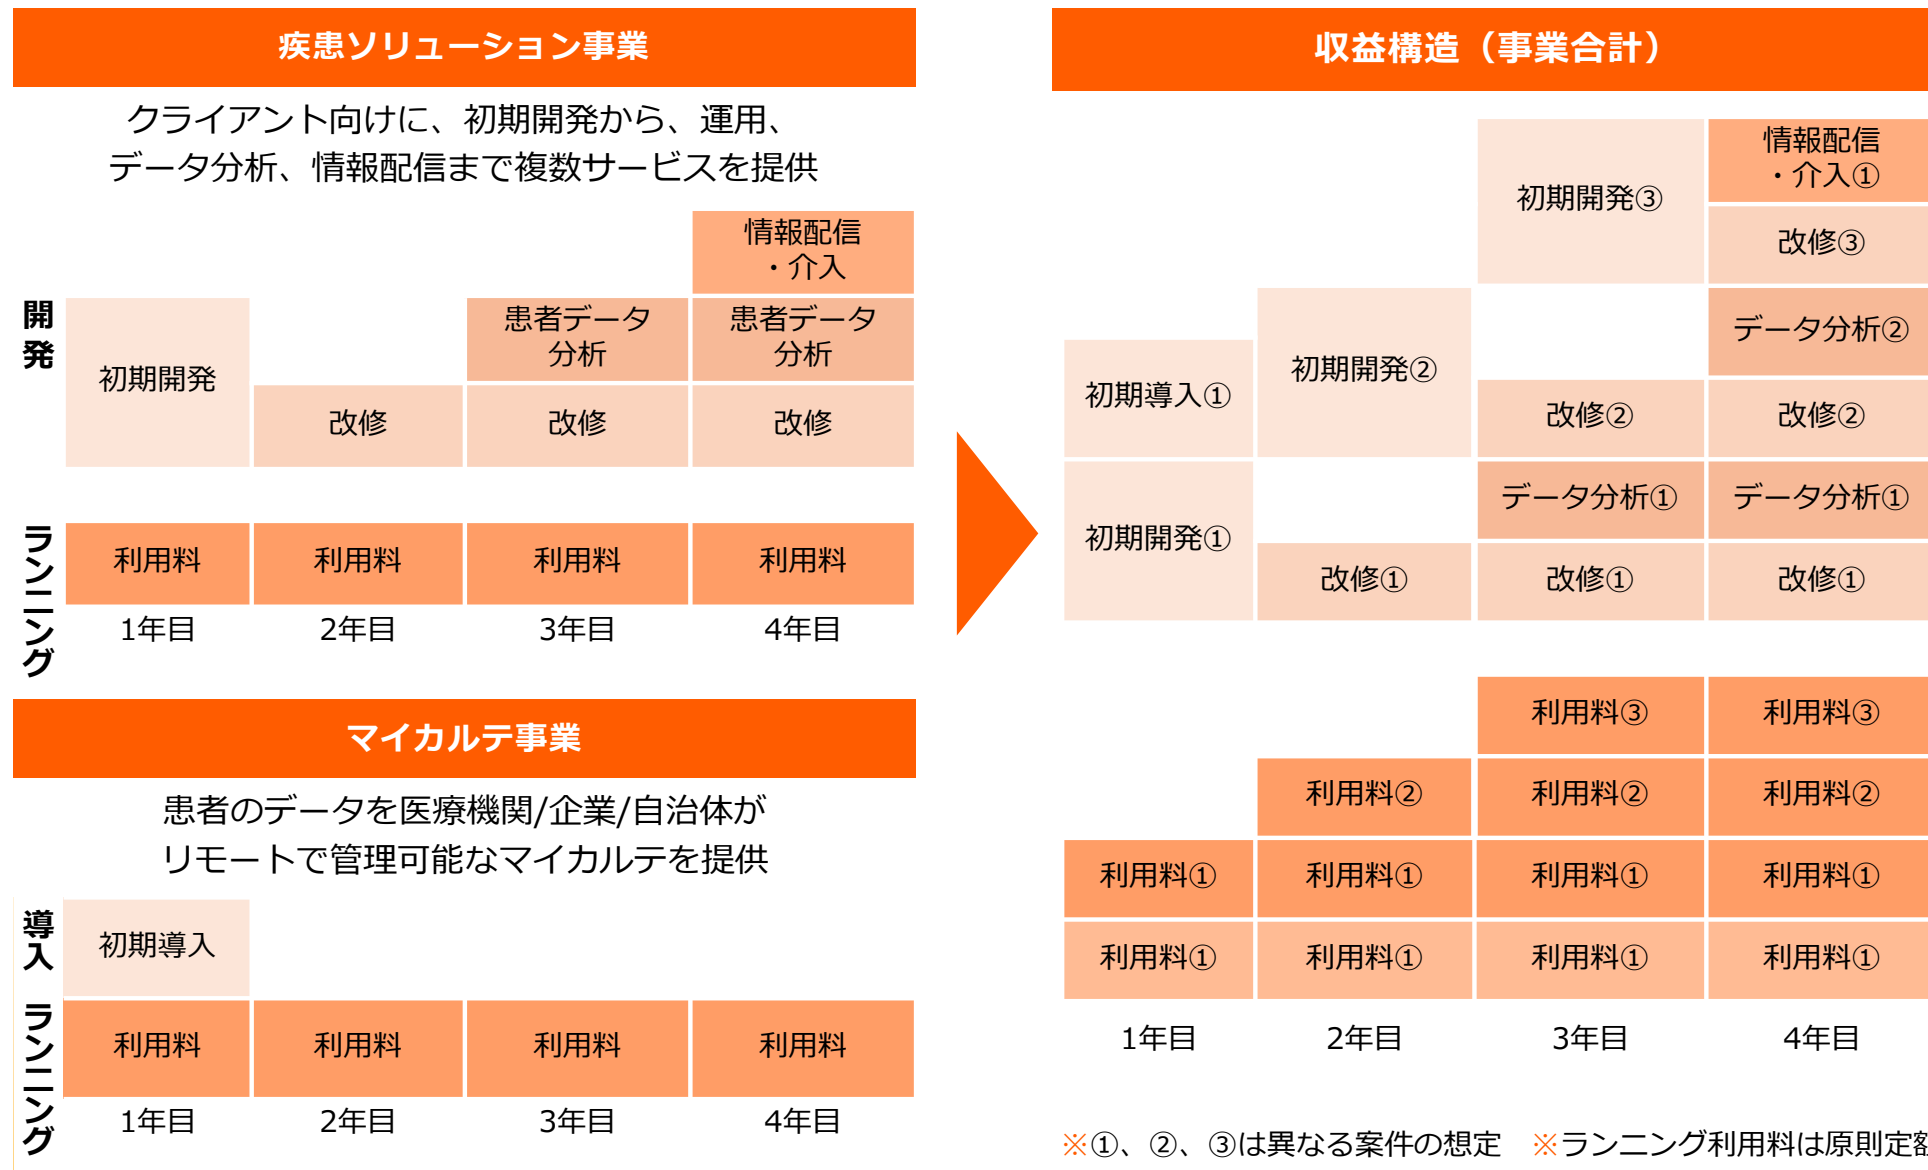 疾患ソリューション事業
クライアント向けに、初期開発から、運用、
データ分析、情報配信まで複数サービスを提供
開発
初期開発
改修
患者データ
分析
改修
情報配信
・介入
患者データ
分析
改修
ランニング
利用料
利用料
利用料
利用料
1年目
2年目
3年目
4年目
マイカルテ事業
患者のデータを医療機関/企業/自治体が
リモートで管理可能なマイカルテを提供
導入
初期導入
ランニング
利用料
利用料
利用料
利用料
1年目
2年目
3年目
4年目
収益構造（事業合計）
初期導入①
初期開発①
初期開発②
改修①
初期開発③
改修②
データ分析①
改修①
情報配信
・介入①
改修③
データ分析②
改修②
データ分析①
改修①
利用料③
利用料③
利用料②
利用料②
利用料②
利用料①
利用料①
利用料①
利用料①
利用料①
利用料①
利用料①
利用料①
1年目
2年目
3年目
4年目
※①、②、③は異なる案件の想定　※ランニング利用料は原則定